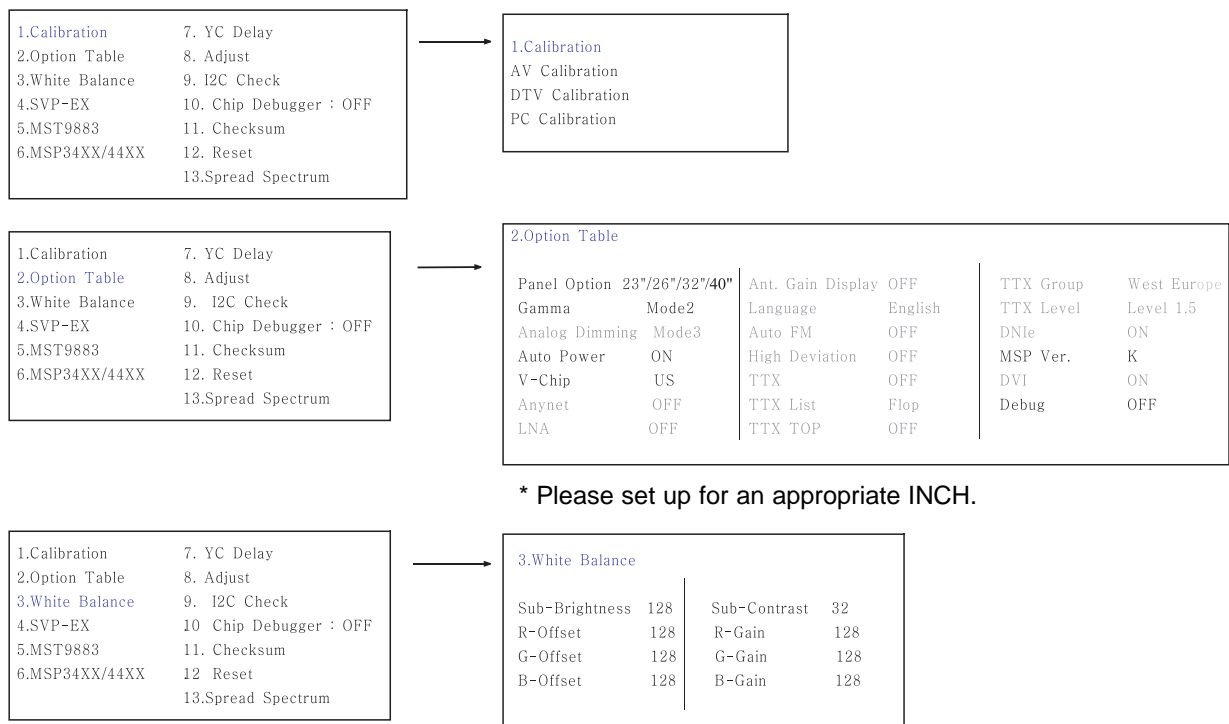 1.Calibration 7. YC Delay
2.Option Table 8. Adjust
3.White Balance 9. I2C Check
4.SVP-EX 10. Chip Debugger : OFF
5.MST9883 11. Checksum
6.MSP34XX/44XX 12. Reset
13.Spread Spectrum
1.Calibration
AV Calibration
DTV Calibration
PC Calibration
1.Calibration 7. YC Delay
2.Option Table 8. Adjust
3.White Balance 9. I2C Check
4.SVP-EX 10. Chip Debugger : OFF
5.MST9883 11. Checksum
6.MSP34XX/44XX 12. Reset
13.Spread Spectrum
2.Option Table
Panel Option 23"/26"/32"/40" Ant. Gain Display OFF TTX Group West Europe
Gamma Mode2 Language English TTX Level Level 1.5
Analog Dimming Mode3 Auto FM OFF DNIe ON
Auto Power ON High Deviation OFF MSP Ver. K
V-Chip US TTX OFF DVI ON
Anynet OFF TTX List Flop Debug OFF
LNA OFF TTX TOP OFF
* Please set up for an appropriate INCH.
1.Calibration 7. YC Delay
2.Option Table 8. Adjust
3.White Balance 9. I2C Check
4.SVP-EX 10 Chip Debugger : OFF
5.MST9883 11. Checksum
6.MSP34XX/44XX 12 Reset
13.Spread Spectrum
3.White Balance
Sub-Brightness 128 Sub-Contrast 32
R-Offset 128 R-Gain 128
G-Offset 128 G-Gain 128
B-Offset 128 B-Gain 128